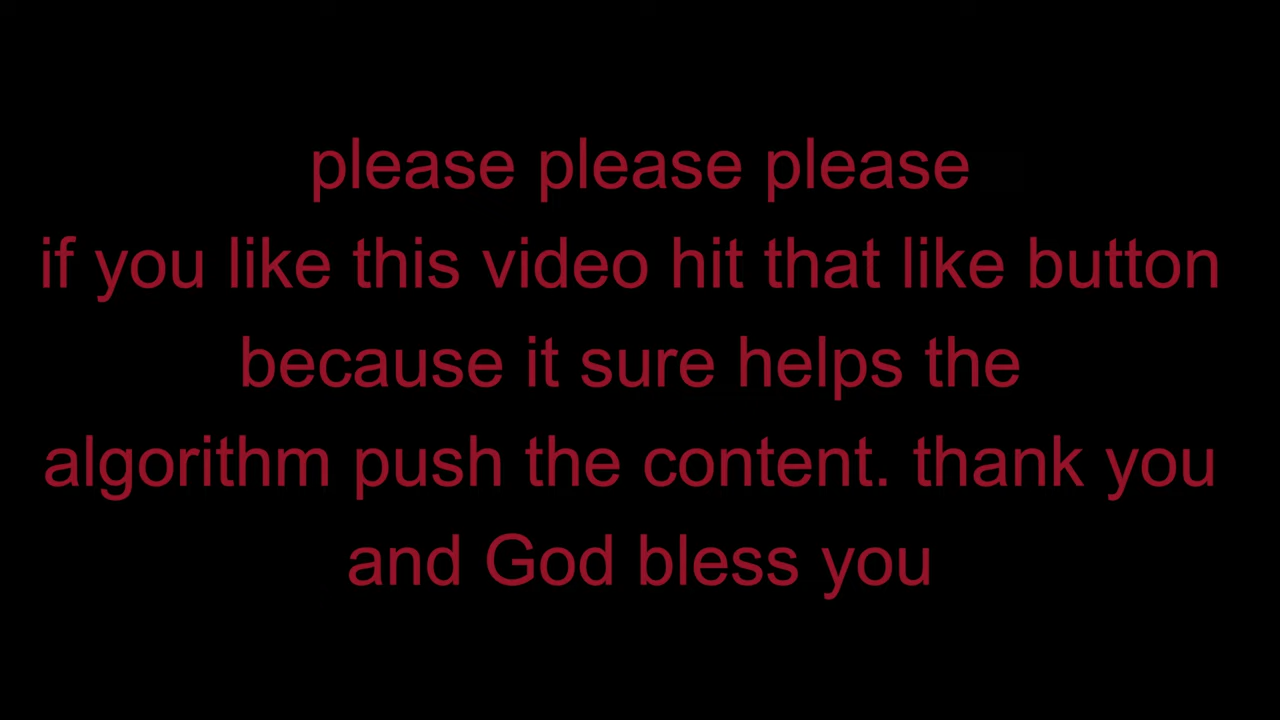 please please please
if you like this video hit that like button
because it sure helps the
algorithm push the content. thank you
and God bless you